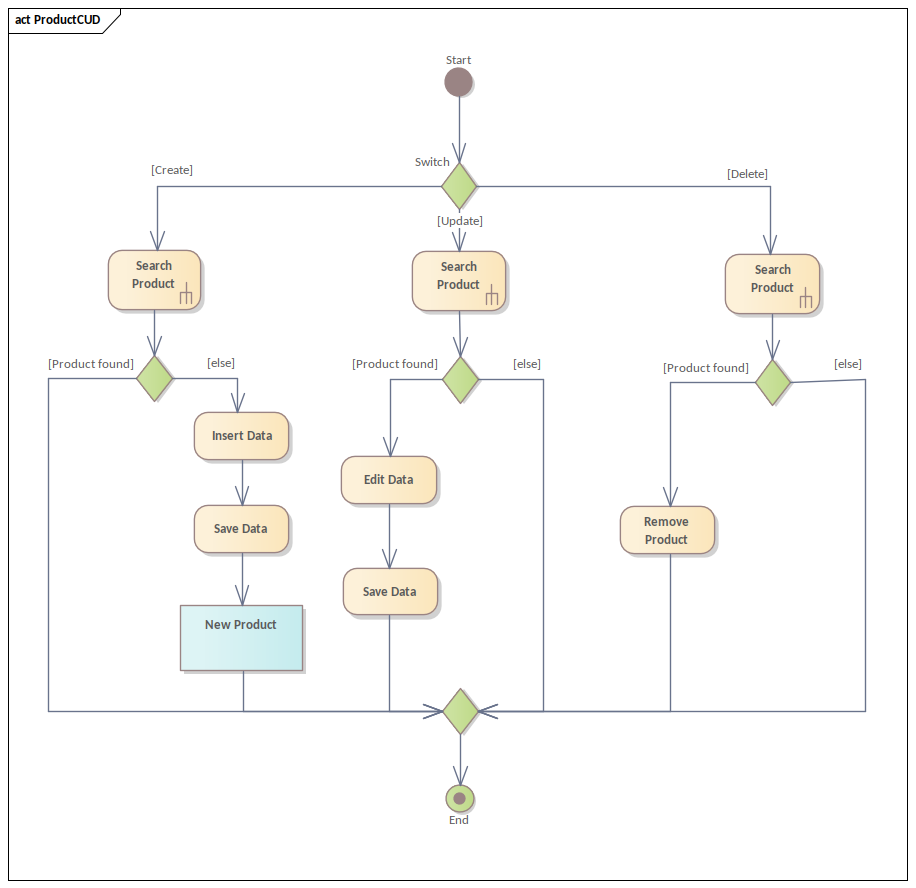 act ProductCUD
Start
Switch
[Create]
[Delete]
[Update]
Search
Product
Search
Product
Search
Product
[Product found]
[else]
[Product found]
[else]
[Product found]
[else]
Insert Data
Edit Data
Save Data
Remove
Product
Save Data
New Product
End